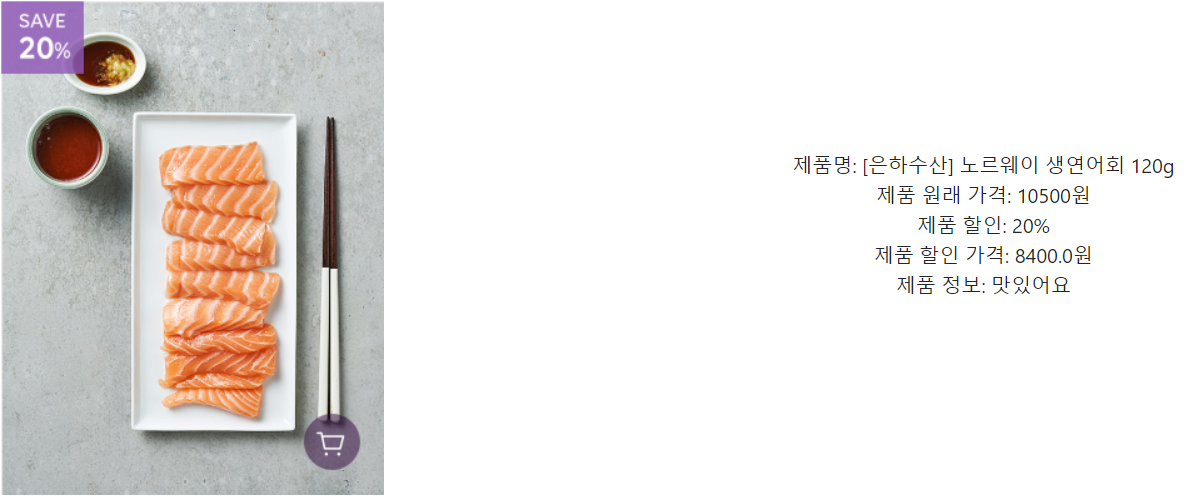 SAVE
20%
제품명: [은하수산] 노르웨이 생연어회 120g
제품 원래 가격: 10500원
제품 할인: 20%
제품 할인 가격: 8400.0원
제품 정보: 맛있어요